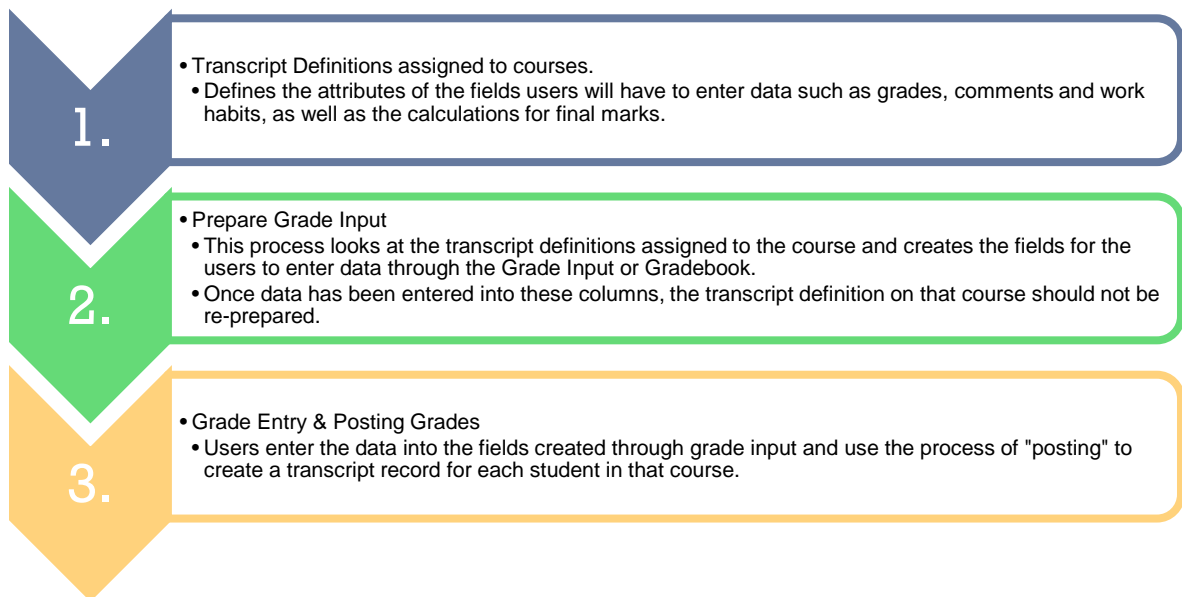 1.
• Transcript Definitions assigned to courses.
• Defines the attributes of the fields users will have to enter data such as grades, comments and work
habits, as well as the calculations for final marks.
2.
• Prepare Grade Input
• This process looks at the transcript definitions assigned to the course and creates the fields for the
users to enter data through the Grade Input or Gradebook.
• Once data has been entered into these columns, the transcript definition on that course should not be
re-prepared.
3.
• Grade Entry & Posting Grades
• Users enter the data into the fields created through grade input and use the process of "posting" to
create a transcript record for each student in that course.